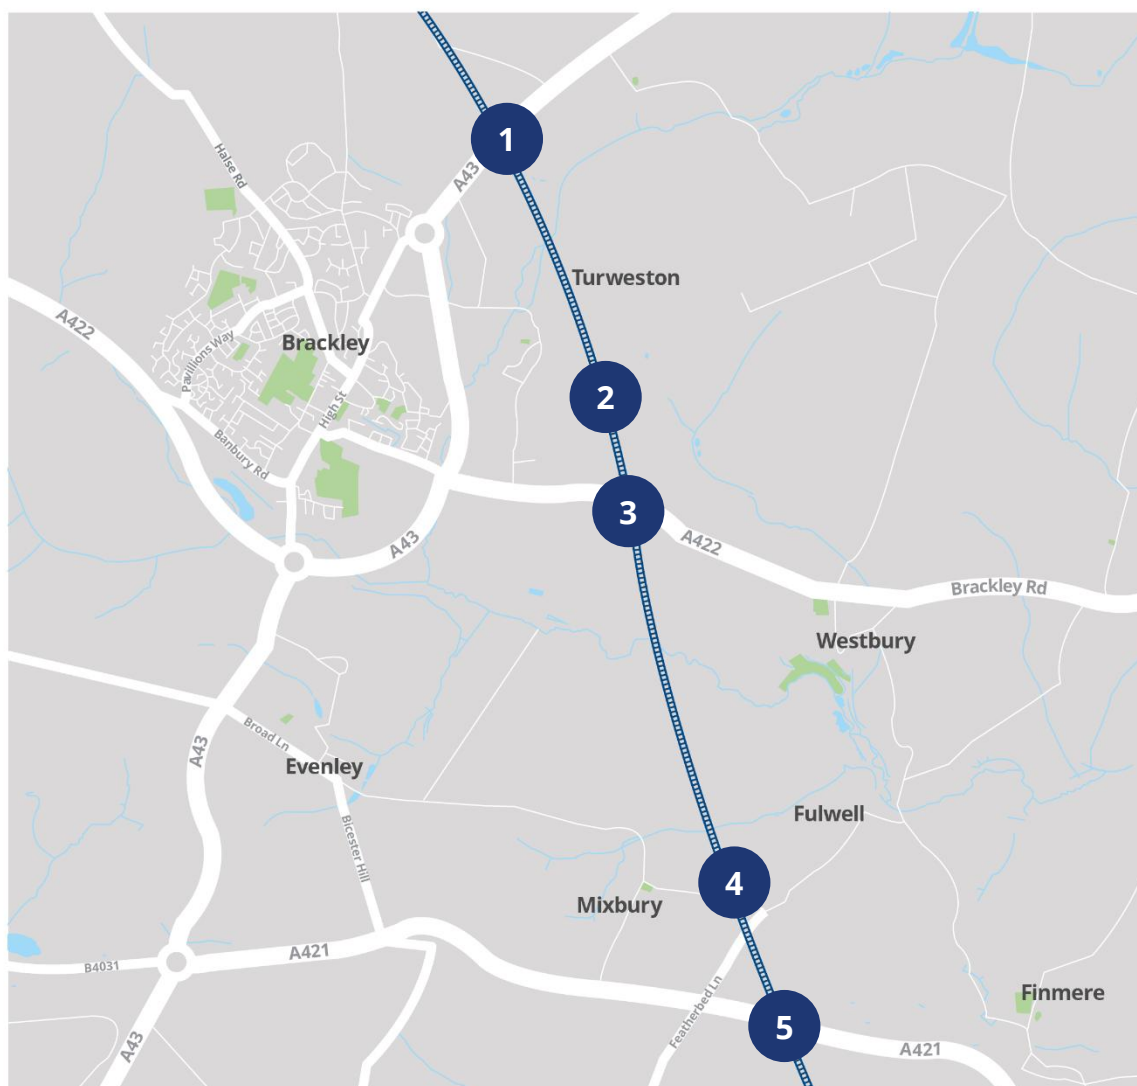 1
Halse Rd
A43
Turweston
A422
Brackley
Pavillions Way
2
High St
Banbury Rd
3
A43
A422
Brackley Rd
Westbury
Broad Ln
A43
Evenley
Fulwell
Bicester Hill
4
Mixbury
A421
B4031
Featherbed Ln
Finmere
5
A43
A421